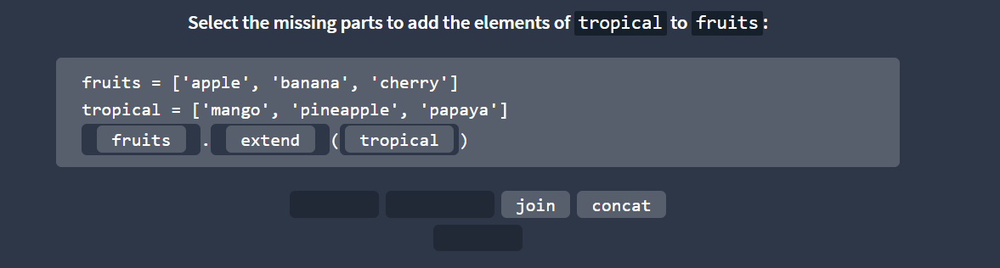 Select the missing parts to add the elements of tropical to fruits:
fruits = ['apple', 'banana', 'cherry']
tropical = ['mango', 'pineapple', 'papaya']
fruits . extend ( tropical )
join concat